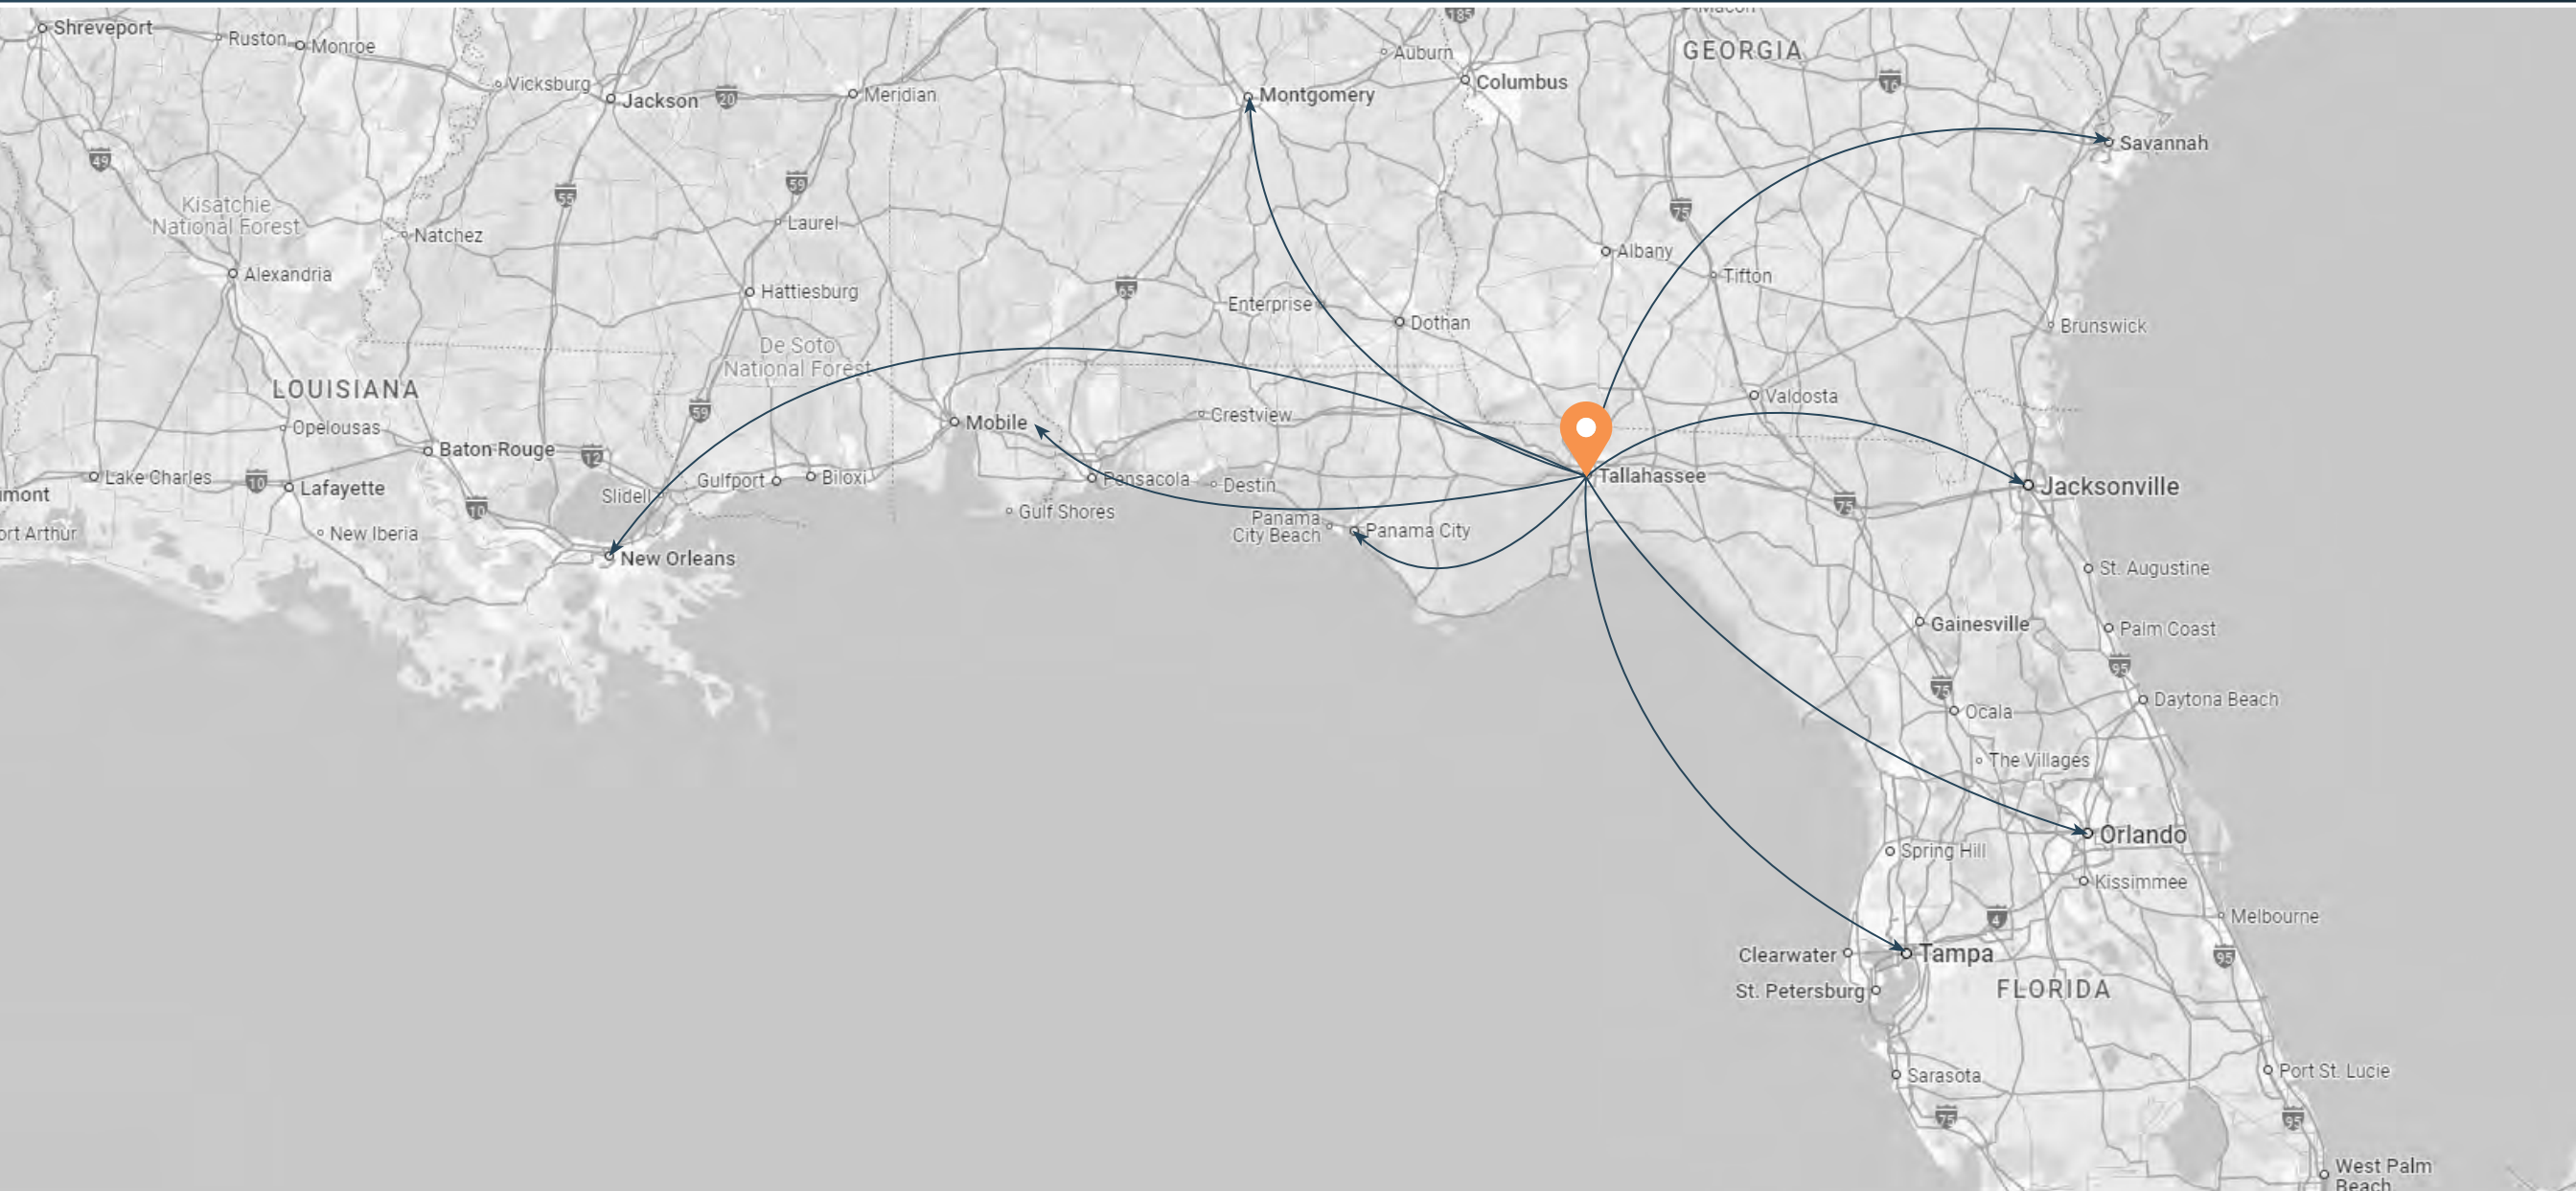 Shreveport
Ruston
Monroe
Vicksburg
Jackson
20
Meridian
Montgomery
Auburn
185
Columbus
Macon
GEORGIA
16
Savannah
49
Kisatchie
National Forest
Natchez
55
59
Laurel
75
Albany
Tifton
Alexandria
Hattiesburg
65
Enterprise
Dothan
Brunswick
De Soto
National Forest
LOUISIANA
59
Opelousas
Mobile
Crestview
Valdosta
Baton Rouge
12
Lake Charles
10
Lafayette
Slidell
Gulfport
Biloxi
Pensacola
Destin
Tallahassee
Jacksonville
umont
10
75
ort Arthur
New Iberia
New Orleans
Gulf Shores
Panama
City Beach
Panama City
St. Augustine
Gainesville
Palm Coast
95
75
Ocala
Daytona Beach
The Villages
Orlando
Spring Hill
Kissimmee
4
Melbourne
Clearwater
Tampa
95
St. Petersburg
FLORIDA
Sarasota
Port St. Lucie
75
95
West Palm
Beach